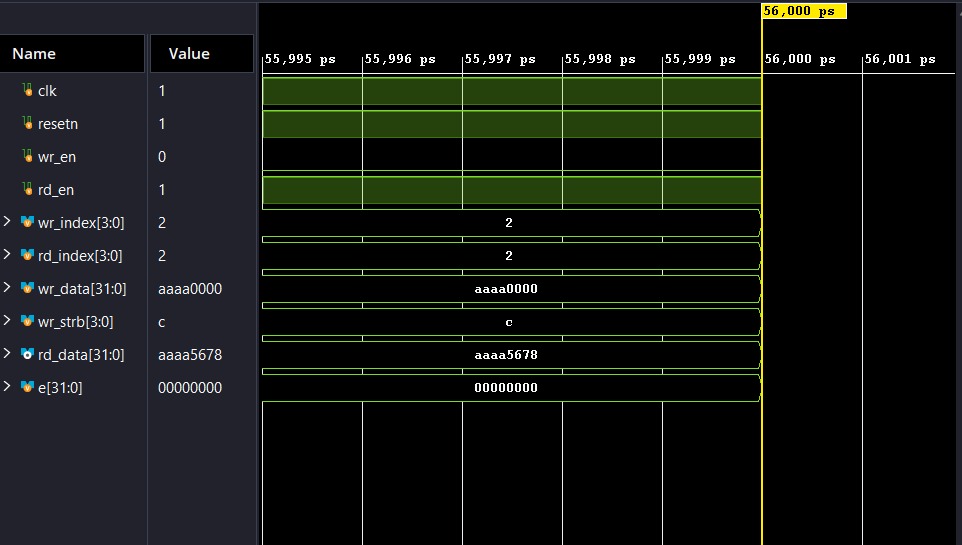 56,000 ps
Name Value
55,995 ps 55,996 ps 55,997 ps 55,998 ps 55,999 ps 56,000 ps 56,001 ps
clk 1
resetn 1
wr_en 0
rd_en 1
wr_index[3:0] 2 2
rd_index[3:0] 2 2
wr_data[31:0] aaaa0000 aaaa0000
wr_strb[3:0] c c
rd_data[31:0] aaaa5678 aaaa5678
e[31:0] 00000000 00000000